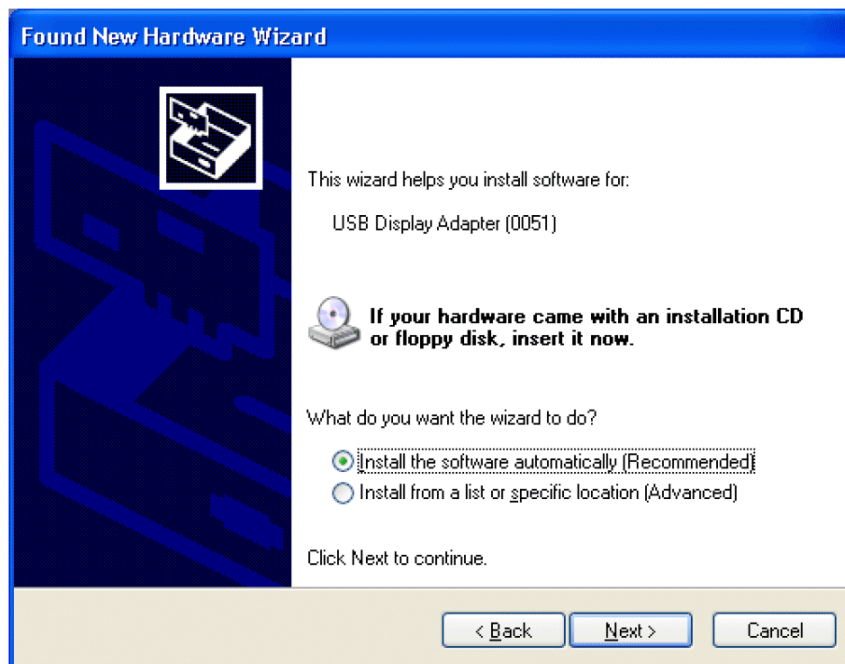 Found New Hardware Wizard
This wizard helps you install software for:
USB Display Adapter (0051)
If your hardware came with an installation CD
or floppy disk, insert it now.
What do you want the wizard to do?
Install the software automatically (Recommended)
Install from a list or specific location (Advanced)
Click Next to continue.
< Back Next > Cancel